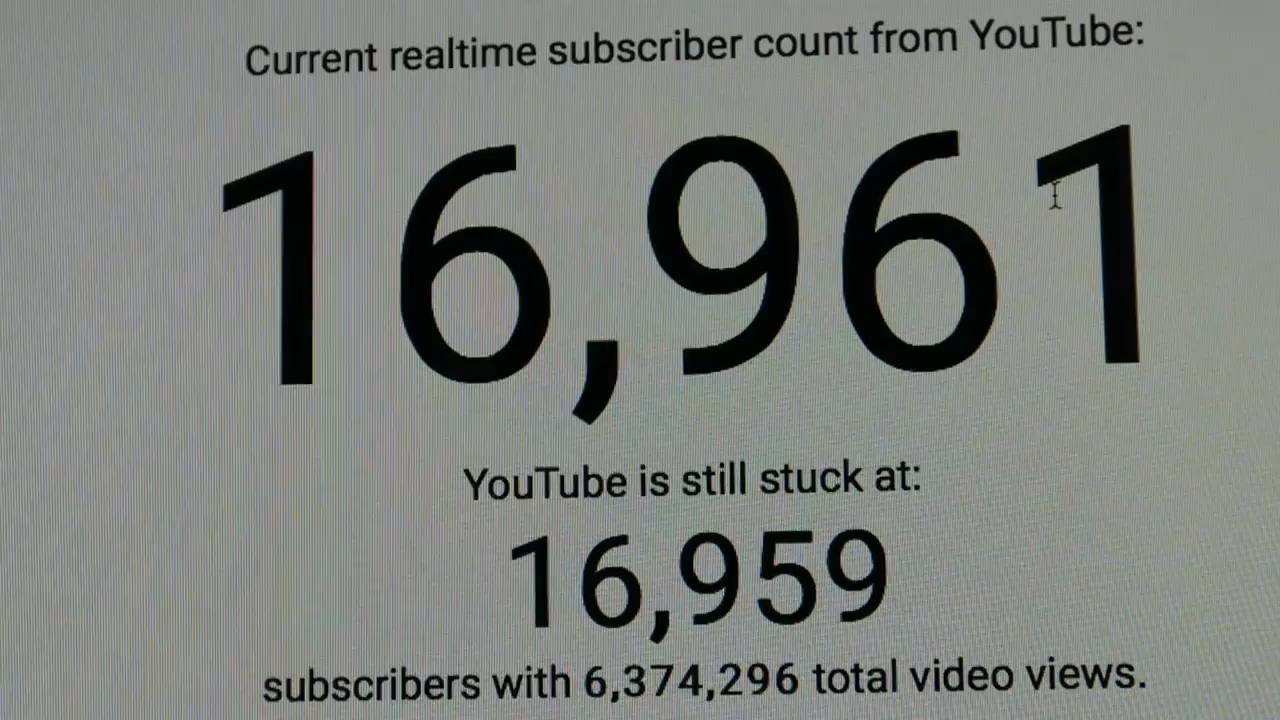 Current realtime subscriber count from YouTube:
16,961
YouTube is still stuck at:
16,959
subscribers with 6,374,296 total video views.